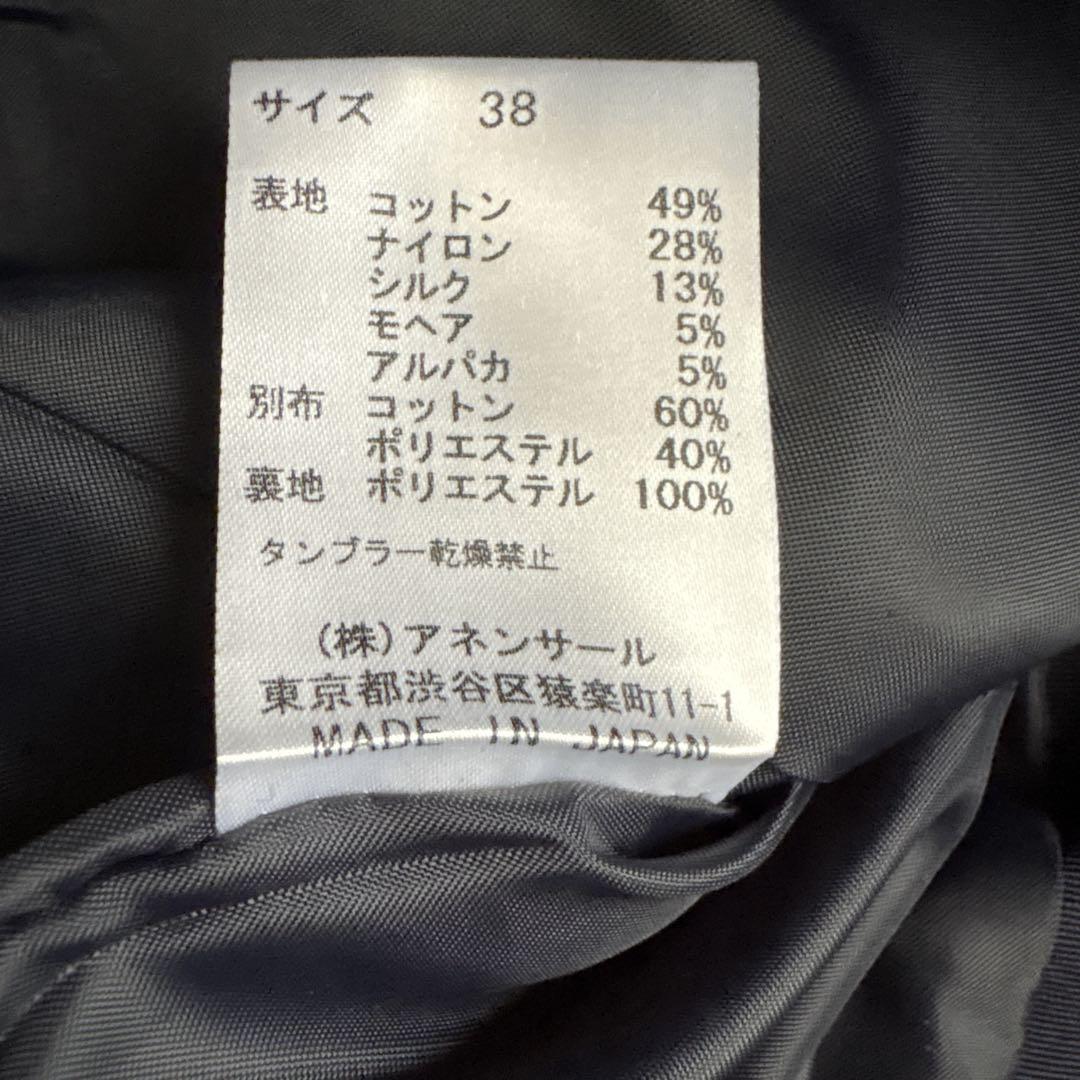 サイズ 38
表地 コットン 49%
ナイロン 28%
シルク 13%
モヘア 5%
アルパカ 5%
別布 コットン 60%
ポリエステル 40%
裏地 ポリエステル 100%
タンブラー乾燥禁止
(株)アネンサール
東京都渋谷区猿楽町11-1
MADE IN JAPAN